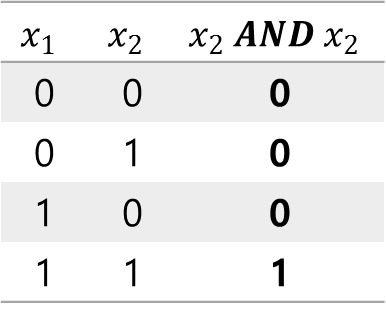 x₁ x₂ x₂ AND x₂
0 0 0
0 1 0
1 0 0
1 1 1